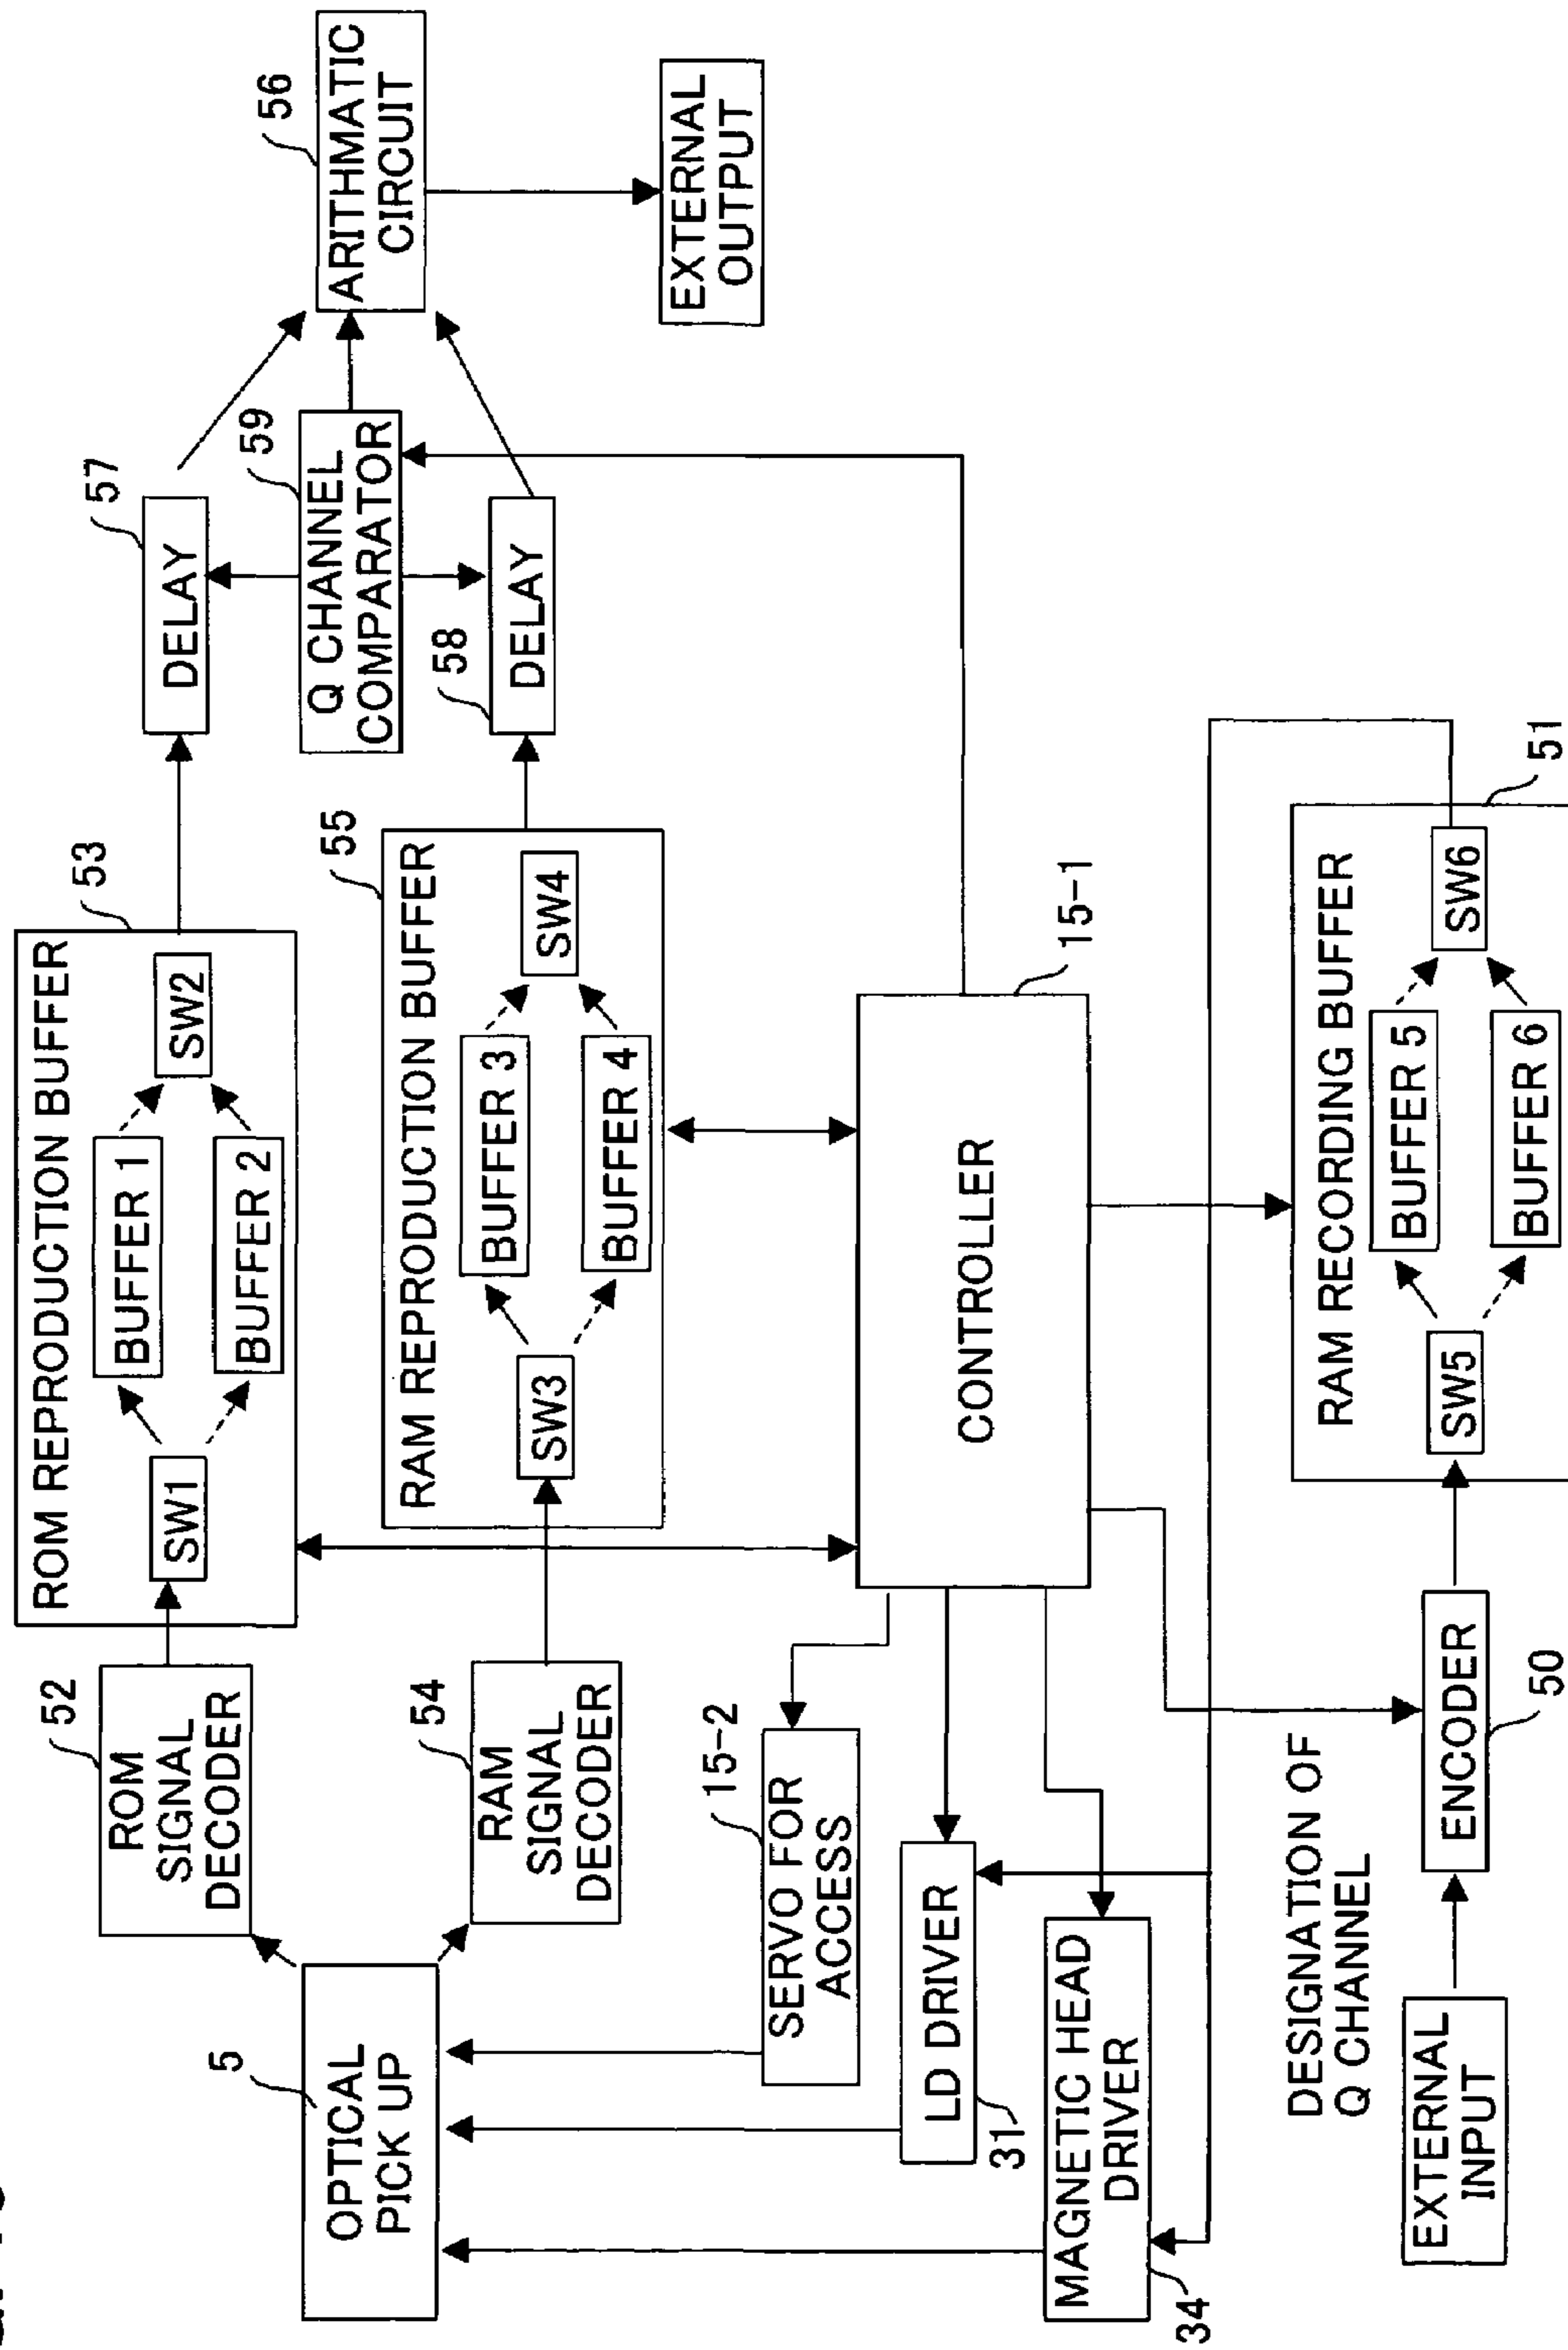 5
OPTICAL
PICK UP
52
ROM
SIGNAL
DECODER
53
ROM REPRODUCTION BUFFER
SW1
BUFFER 1
BUFFER 2
SW2
57
DELAY
54
RAM
SIGNAL
DECODER
55
RAM REPRODUCTION BUFFER
SW3
BUFFER 3
BUFFER 4
SW4
59
Q CHANNEL
COMPARATOR
58
DELAY
56
ARITHMATIC
CIRCUIT
EXTERNAL
OUTPUT
15-2
SERVO FOR
ACCESS
LD DRIVER
31
MAGNETIC HEAD
DRIVER
34
CONTROLLER
15-1
DESIGNATION OF
Q CHANNEL
EXTERNAL
INPUT
ENCODER
50
RAM RECORDING BUFFER
51
SW5
BUFFER 5
BUFFER 6
SW6